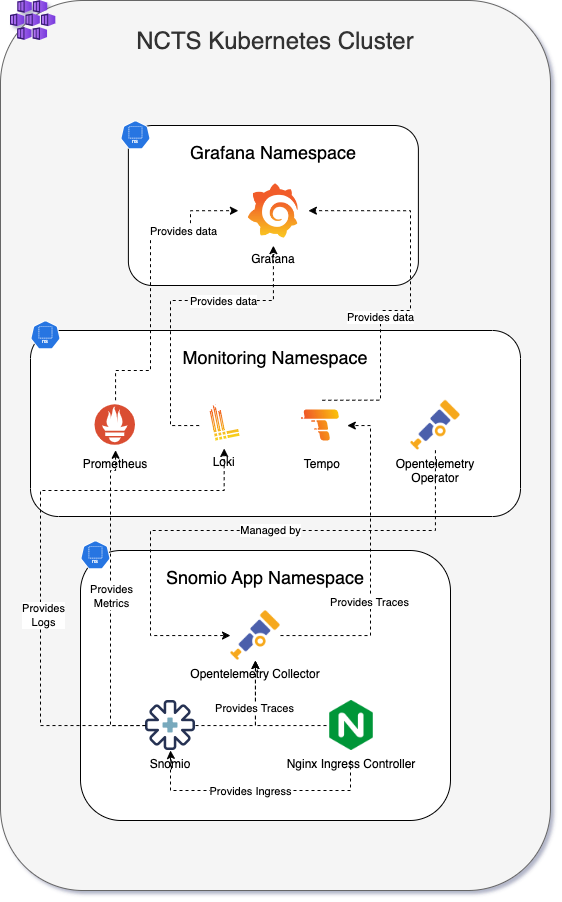 NCTS Kubernetes Cluster
ns
Grafana Namespace
Provides data
Grafana
Provides data
Provides data
ns
Monitoring Namespace
Prometheus
Loki
Tempo
Opentelemetry
Operator
Managed by
ns
Snomio App Namespace
Provides
Metrics
Provides
Logs
Provides Traces
Opentelemetry Collector
Provides Traces
Snomio
Nginx Ingress Controller
Provides Ingress